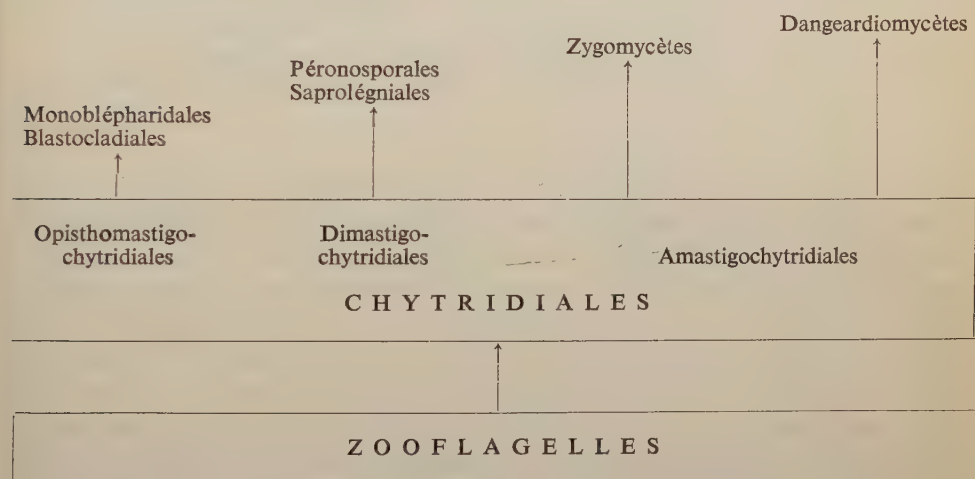 Dangeardiomycètes
Zygomycètes
Péronosporales
Saprolégniales
Monoblépharidales
Blastocladiales
Opisthomastigo-
chytridiales
Dimastigo-
chytridiales
Amastigochytridiales
CHYTRIDIALES
ZOOFLAGELLES